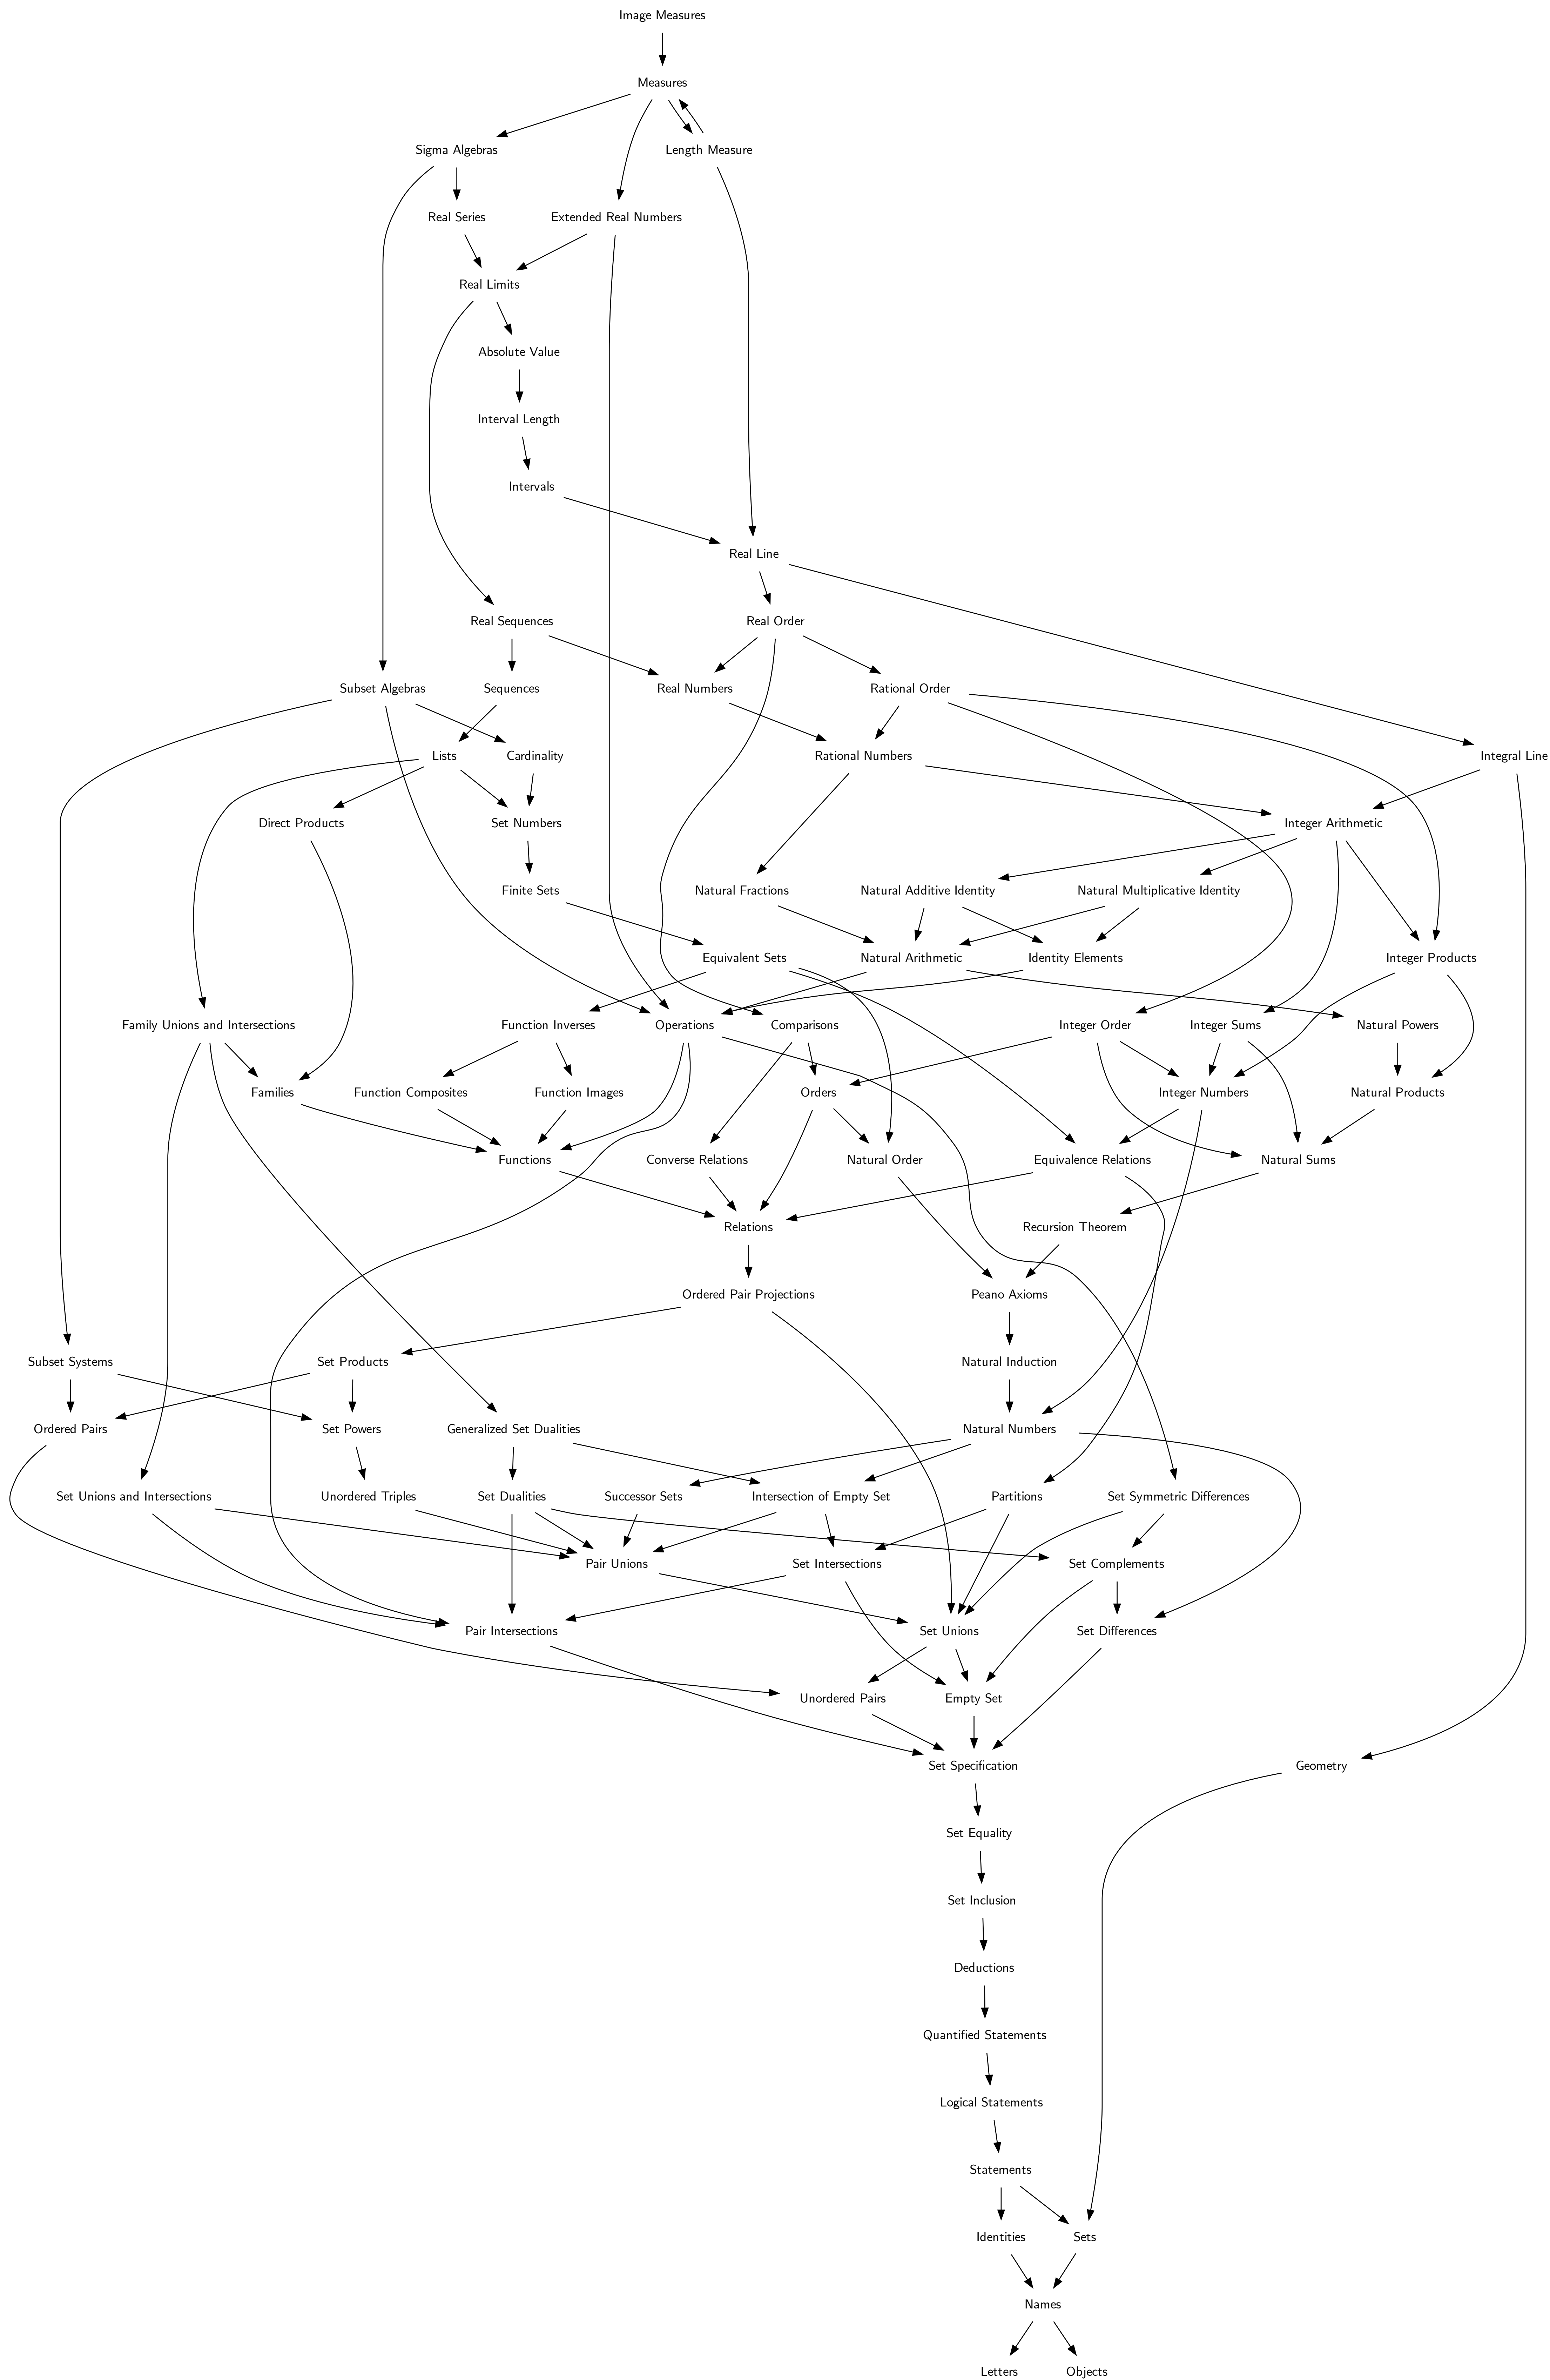 Image Measures
Measures
Sigma Algebras
Length Measure
Real Series
Extended Real Numbers
Real Limits
Absolute Value
Interval Length
Intervals
Real Line
Real Sequences
Real Order
Subset Algebras
Sequences
Real Numbers
Rational Order
Lists
Cardinality
Rational Numbers
Integral Line
Direct Products
Set Numbers
Integer Arithmetic
Finite Sets
Natural Fractions
Natural Additive Identity
Natural Multiplicative Identity
Equivalent Sets
Natural Arithmetic
Identity Elements
Integer Products
Family Unions and Intersections
Function Inverses
Operations
Comparisons
Integer Order
Integer Sums
Natural Powers
Families
Function Composites
Function Images
Orders
Integer Numbers
Natural Products
Functions
Converse Relations
Natural Order
Equivalence Relations
Natural Sums
Relations
Recursion Theorem
Ordered Pair Projections
Peano Axioms
Subset Systems
Set Products
Natural Induction
Ordered Pairs
Set Powers
Generalized Set Dualities
Natural Numbers
Set Unions and Intersections
Unordered Triples
Set Dualities
Successor Sets
Intersection of Empty Set
Partitions
Set Symmetric Differences
Pair Unions
Set Intersections
Set Complements
Pair Intersections
Set Unions
Set Differences
Unordered Pairs
Empty Set
Set Specification
Geometry
Set Equality
Set Inclusion
Deductions
Quantified Statements
Logical Statements
Statements
Identities
Sets
Names
Letters
Objects